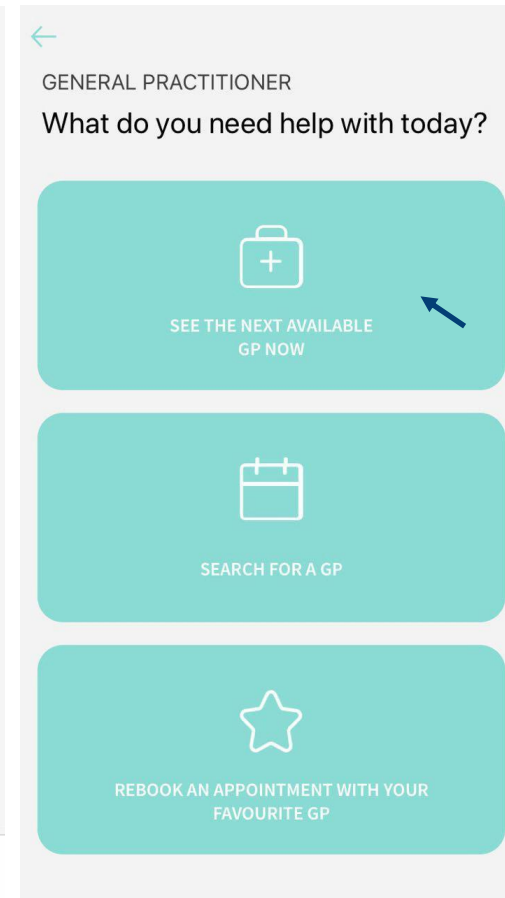 GENERAL PRACTITIONER
What do you need help with today?
SEE THE NEXT AVAILABLE
GP NOW
SEARCH FOR A GP
REBOOK AN APPOINTMENT WITH YOUR
FAVOURITE GP